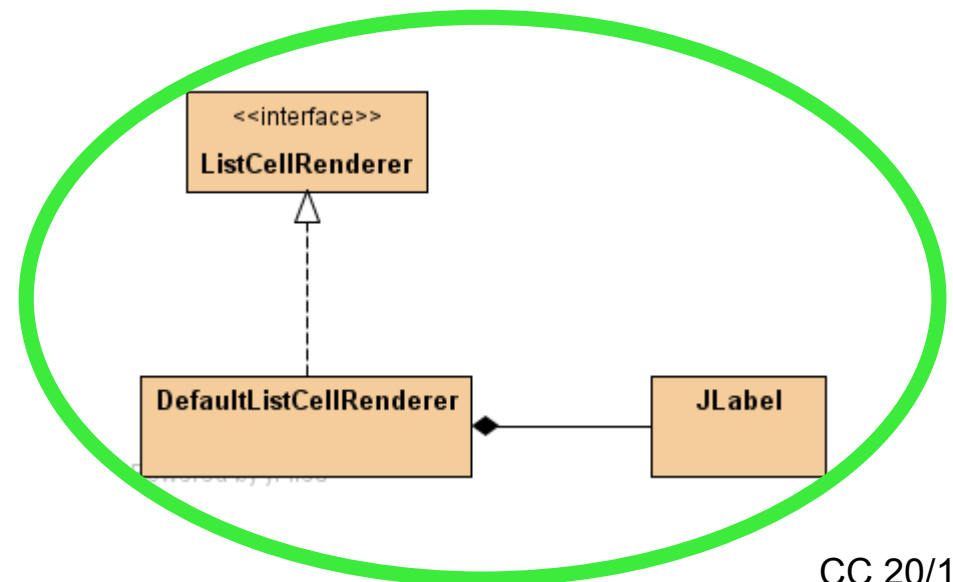 <<interface>>
ListCellRenderer
DefaultListCellRenderer
JLabel
CC 20/1